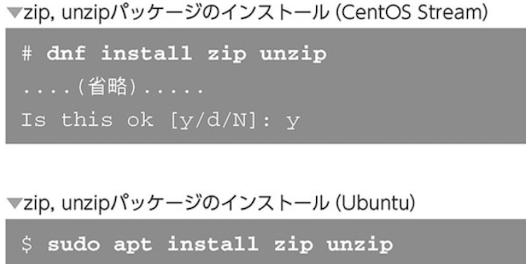 ▼zip, unzipパッケージのインストール (CentOS Stream)
# dnf install zip unzip
....(省略).....
Is this ok [y/d/N]: y
▼zip, unzipパッケージのインストール (Ubuntu)
$ sudo apt install zip unzip